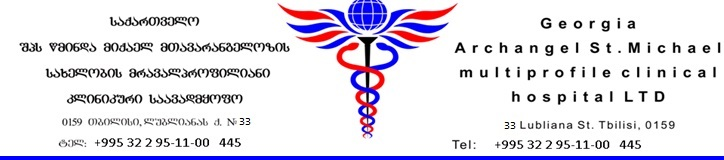 საქართველო
შპს წმინდა მიქაელ მთავარანგელოზის
სახელობის მრავალპროფილიანი
კლინიკური საავადმყოფო
0159 თბილისი, ლუბლიანას ქ. № 33
ტელ: +995 32 2 95-11-00 445
Georgia
Archangel St. Michael
multiprofile clinical
hospital LTD
33 Lubliana St. Tbilisi, 0159
Tel: +995 32 2 95-11-00 445